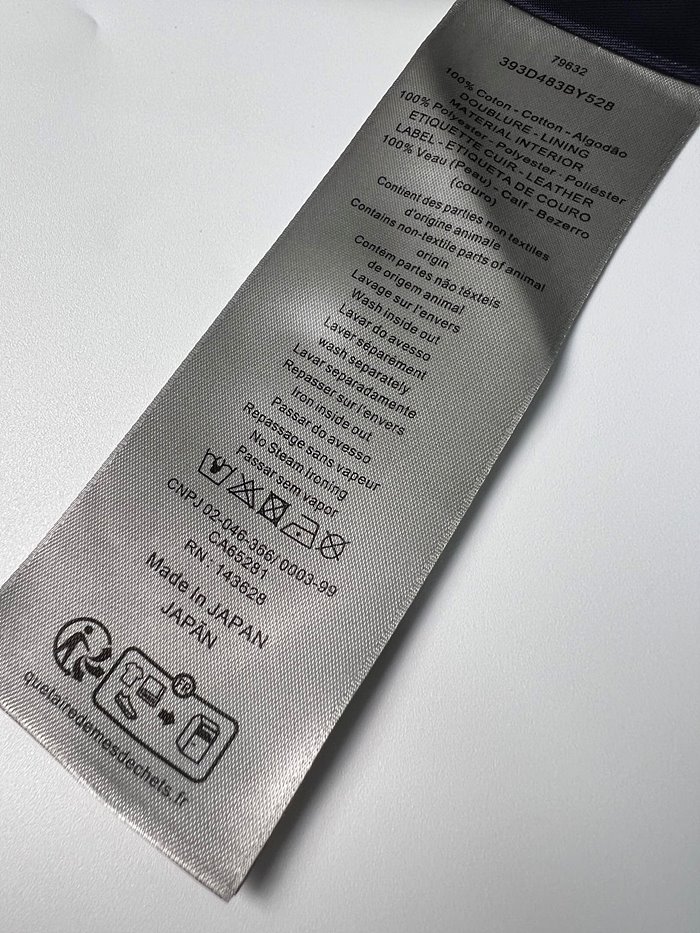 79632
393D483BY528
100% Coton - Cotton - Algodão
DOUBLURE - LINING
MATERIAL INTERIOR
100% Polyester - Polyester - Poliéster
ETIQUETTE CUIR - LEATHER
LABEL - ETIQUETA DE COURO
100% Veau (Peau) - Calf - Bezerro
(couro)
Contient des parties non textiles
d'origine animale
Contains non-textile parts of animal
origin
Contém partes não têxteis
de origem animal
Lavage sur l'envers
Wash inside out
Lavar do avesso
Laver séparément
wash separately
Lavar separadamente
Repasser sur l'envers
Iron inside out
Passar do avesso
Repassage sans vapeur
No Steam Ironing
Passar sem vapor
CNPJ 02-046-366/ 0003-99
CA65281
RN : 143628
Made in JAPAN
JAPÃN
FR
quefairedemesdechets.fr